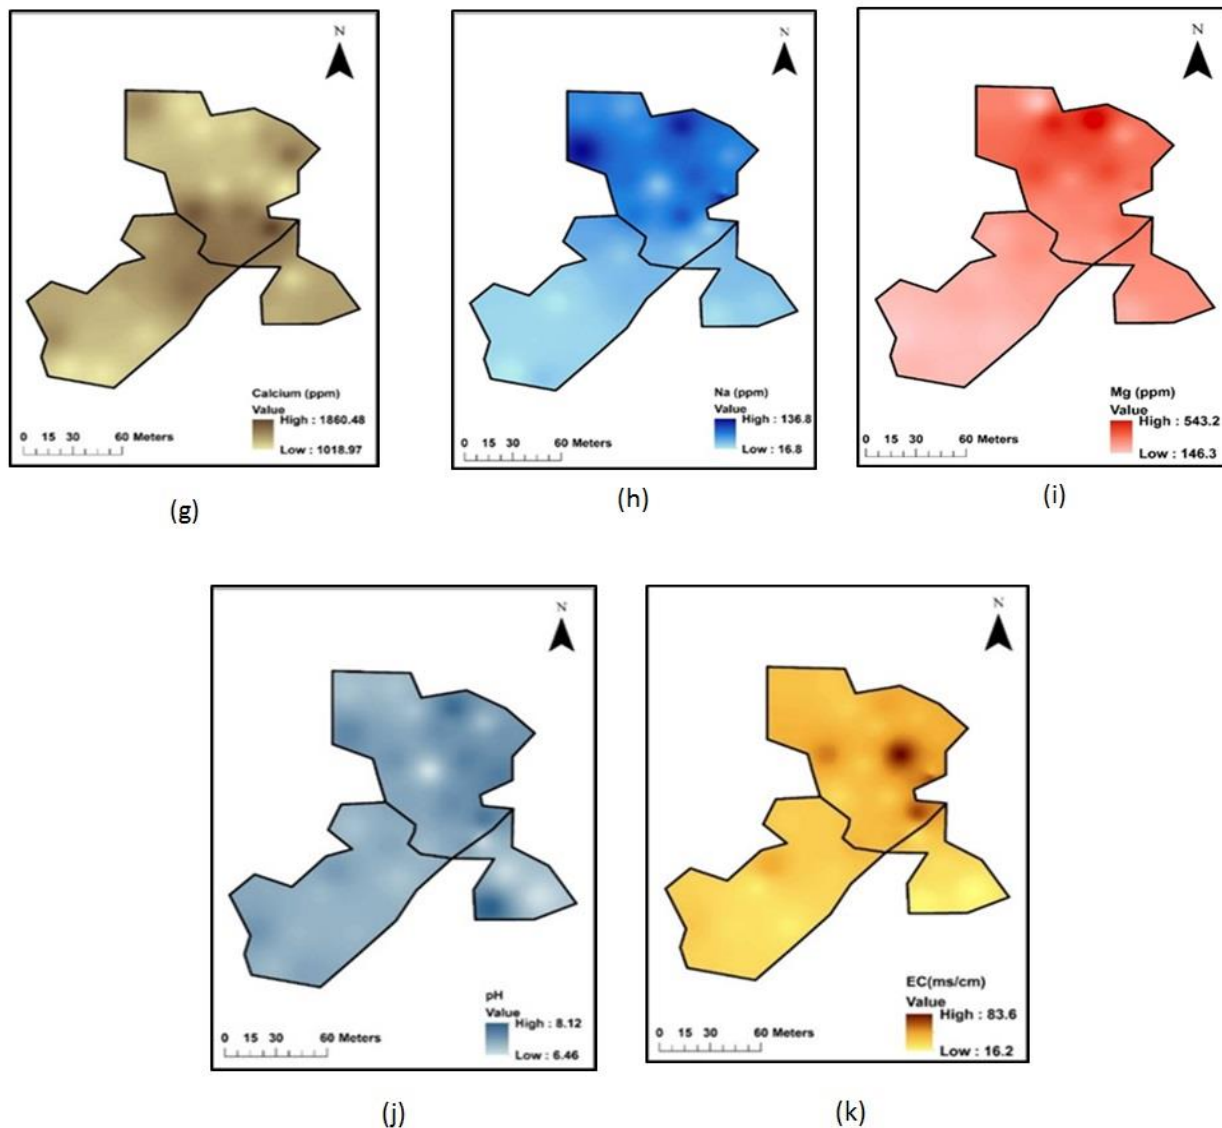 N
Calcium (ppm)
Value
High : 1860.48
Low : 1018.97
0 15 30 60 Meters
(g)
N
Na (ppm)
Value
High : 136.8
Low : 16.8
0 15 30 60 Meters
(h)
N
Mg (ppm)
Value
High : 543.2
Low : 146.3
0 15 30 60 Meters
(i)
N
pH
Value
High : 8.12
Low : 6.46
0 15 30 60 Meters
(j)
N
EC(ms/cm)
Value
High : 83.6
Low : 16.2
0 15 30 60 Meters
(k)